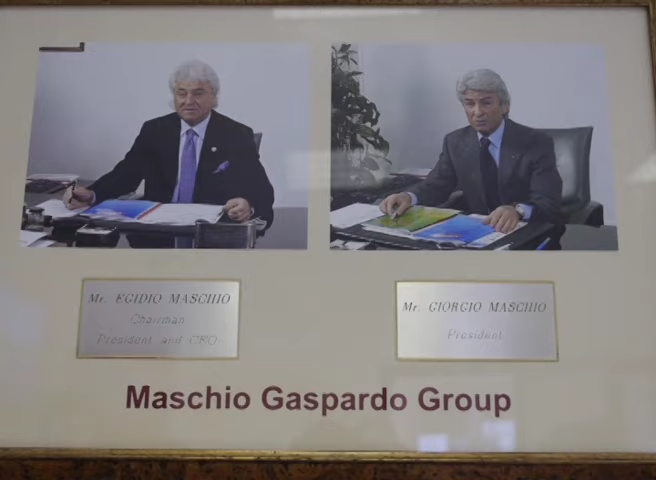 Mr. EGIDIO MASCHIO
Chairman
President and CEO
Mr. GIORGIO MASCHIO
President
Maschio Gaspardo Group